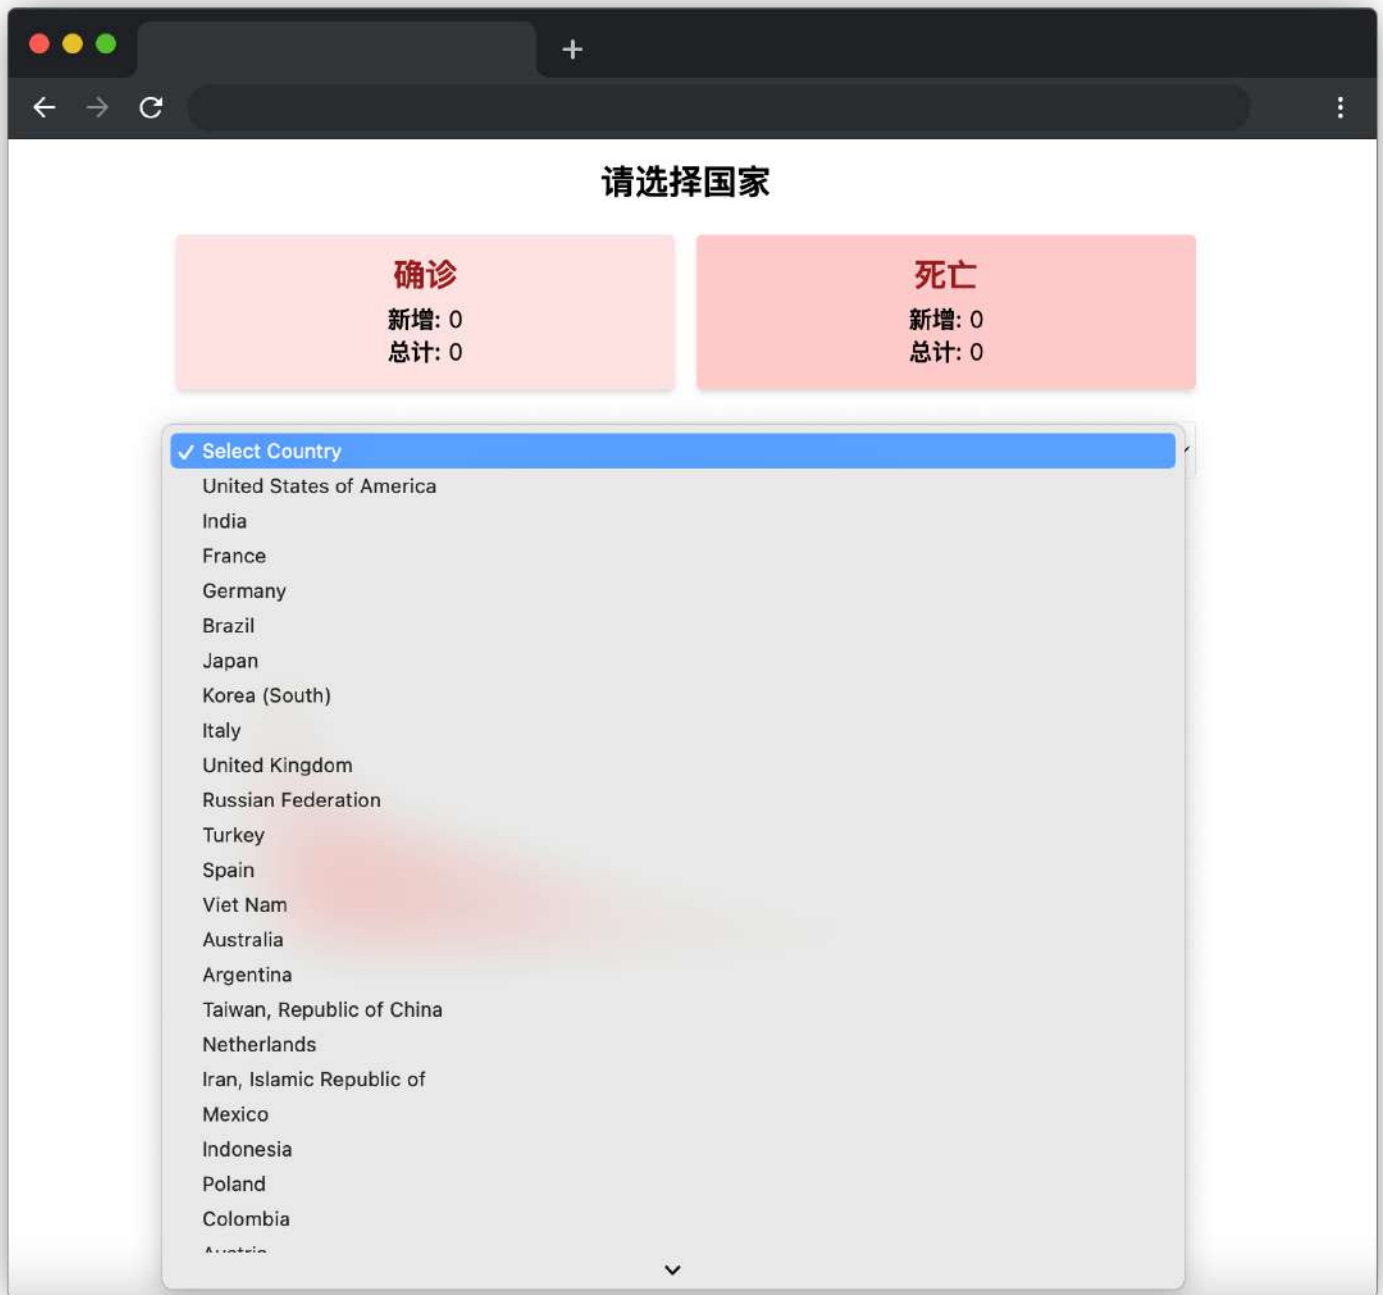 请选择国家
确诊
新增: 0
总计: 0
死亡
新增: 0
总计: 0
Select Country
United States of America
India
France
Germany
Brazil
Japan
Korea (South)
Italy
United Kingdom
Russian Federation
Turkey
Spain
Viet Nam
Australia
Argentina
Taiwan, Republic of China
Netherlands
Iran, Islamic Republic of
Mexico
Indonesia
Poland
Colombia